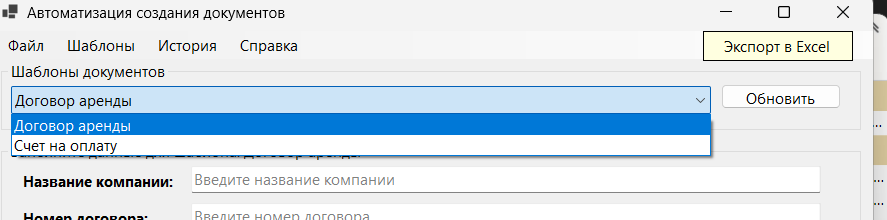 Автоматизация создания документов
Файл Шаблоны История Справка
Экспорт в Excel
Шаблоны документов
Договор аренды
Обновить
Договор аренды
Счет на оплату
Название компании:
Введите название компании
Номер договора:
Введите номер договора